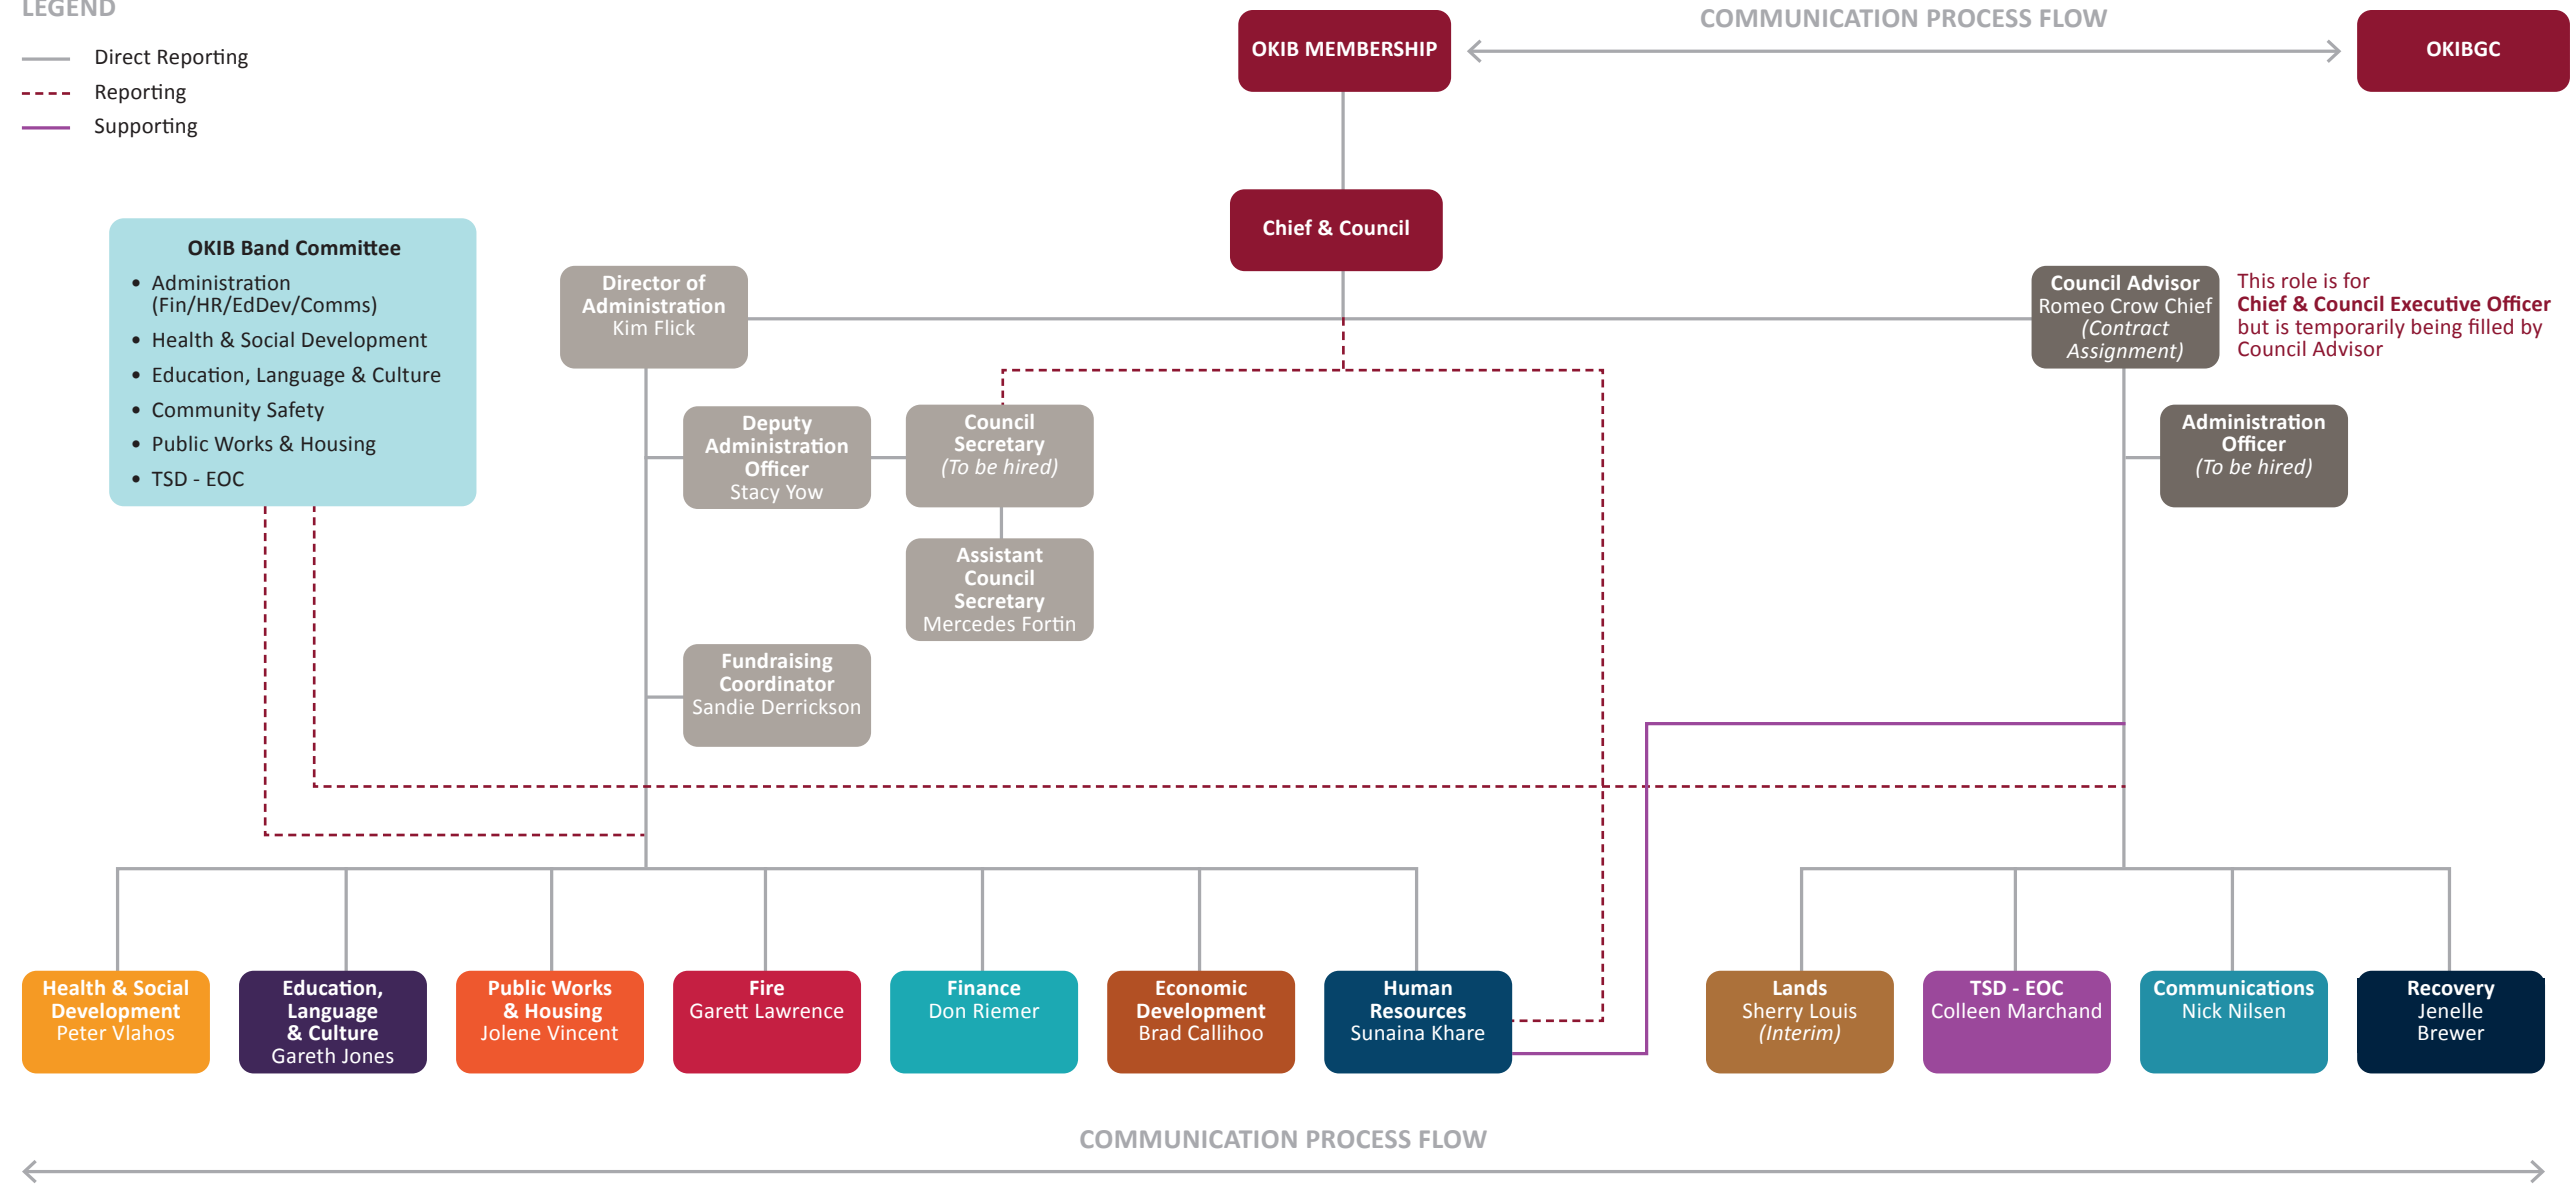 LEGEND
Direct Reporting
Reporting
Supporting
OKIB MEMBERSHIP
COMMUNICATION PROCESS FLOW
OKIBGC
Chief & Council
OKIB Band Committee
• Administration
(Fin/HR/EdDev/Comms)
• Health & Social Development
• Education, Language & Culture
• Community Safety
• Public Works & Housing
• TSD - EOC
Director of
Administration
Kim Flick
Council Advisor
Romeo Crow Chief
(Contract
Assignment)
This role is for
Chief & Council Executive Officer
but is temporarily being filled by
Council Advisor
Deputy
Administration
Officer
Stacy Yow
Council
Secretary
(To be hired)
Administration
Officer
(To be hired)
Assistant
Council
Secretary
Mercedes Fortin
Fundraising
Coordinator
Sandie Derrickson
Health & Social
Development
Peter Vlahos
Education,
Language
& Culture
Gareth Jones
Public Works
& Housing
Jolene Vincent
Fire
Garett Lawrence
Finance
Don Riemer
Economic
Development
Brad Callihoo
Human
Resources
Sunaina Khare
Lands
Sherry Louis
(Interim)
TSD - EOC
Colleen Marchand
Communications
Nick Nilsen
Recovery
Jenelle
Brewer
COMMUNICATION PROCESS FLOW